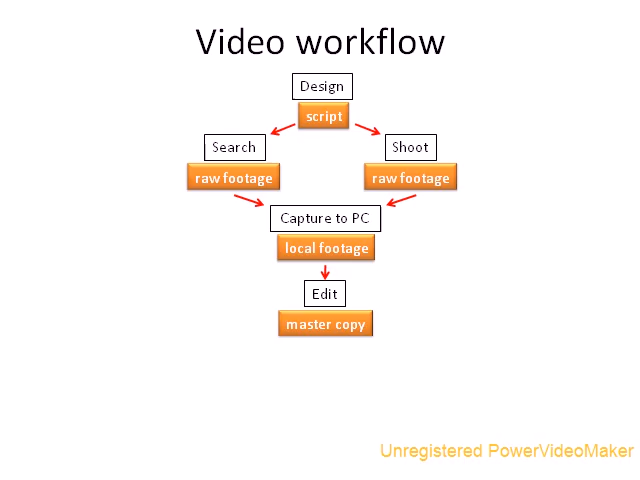 Video workflow
Design
script
Search
Shoot
raw footage
raw footage
Capture to PC
local footage
Edit
master copy
Unregistered PowerVideoMaker